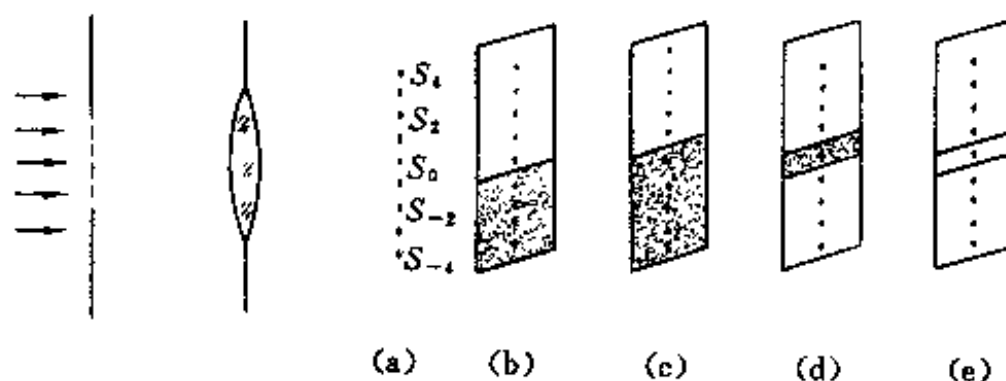 S₄
S₂
S₀
S₋₂
S₋₄
(a) (b) (c) (d) (e)